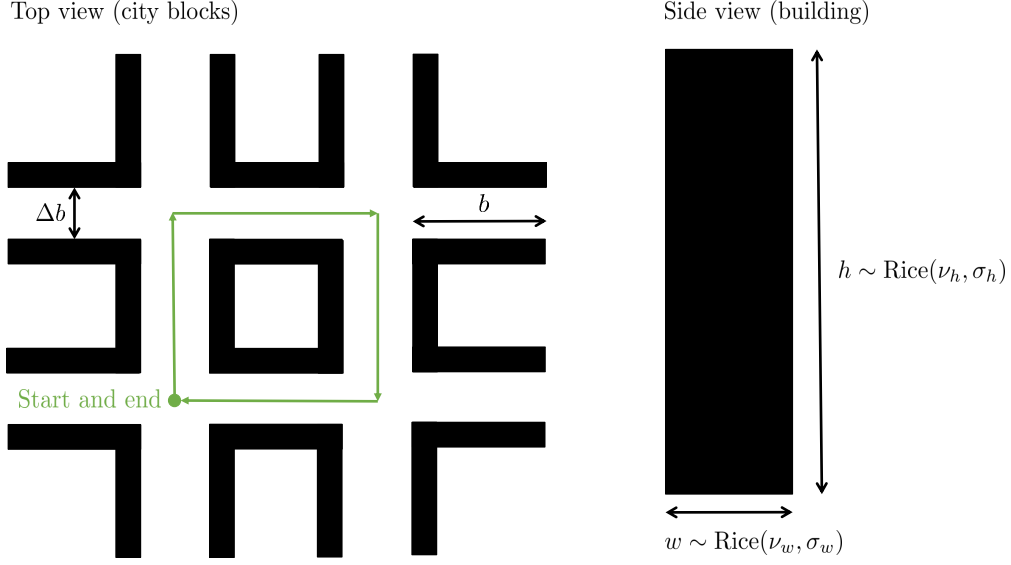 Top view (city blocks)
Side view (building)
Δb
b
h ∼ Rice(ν_h, σ_h)
Start and end
w ∼ Rice(ν_w, σ_w)